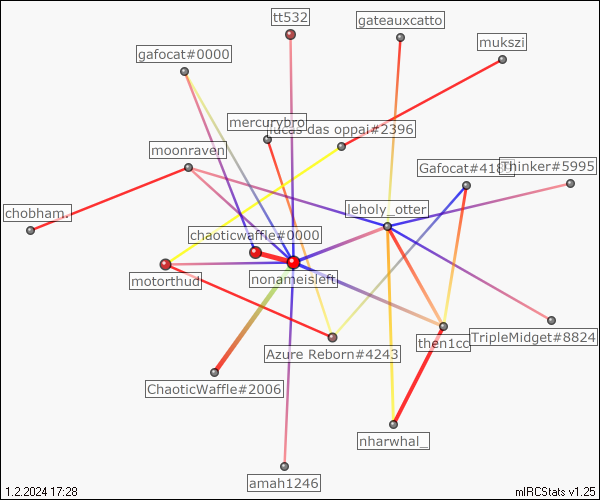 tt532
gateauxcatto
mukszi
gafocat#0000
mercurybro
lucas das oppai#2396
moonraven
Gafocat#418
Thinker#5995
chobham.
leholy_otter
chaoticwaffle#0000
motorthud
nonameisleft
TripleMidget#8824
then1cc
Azure Reborn#4243
ChaoticWaffle#2006
nharwhal_
amah1246
1.2.2024 17:28
mIRCStats v1.25